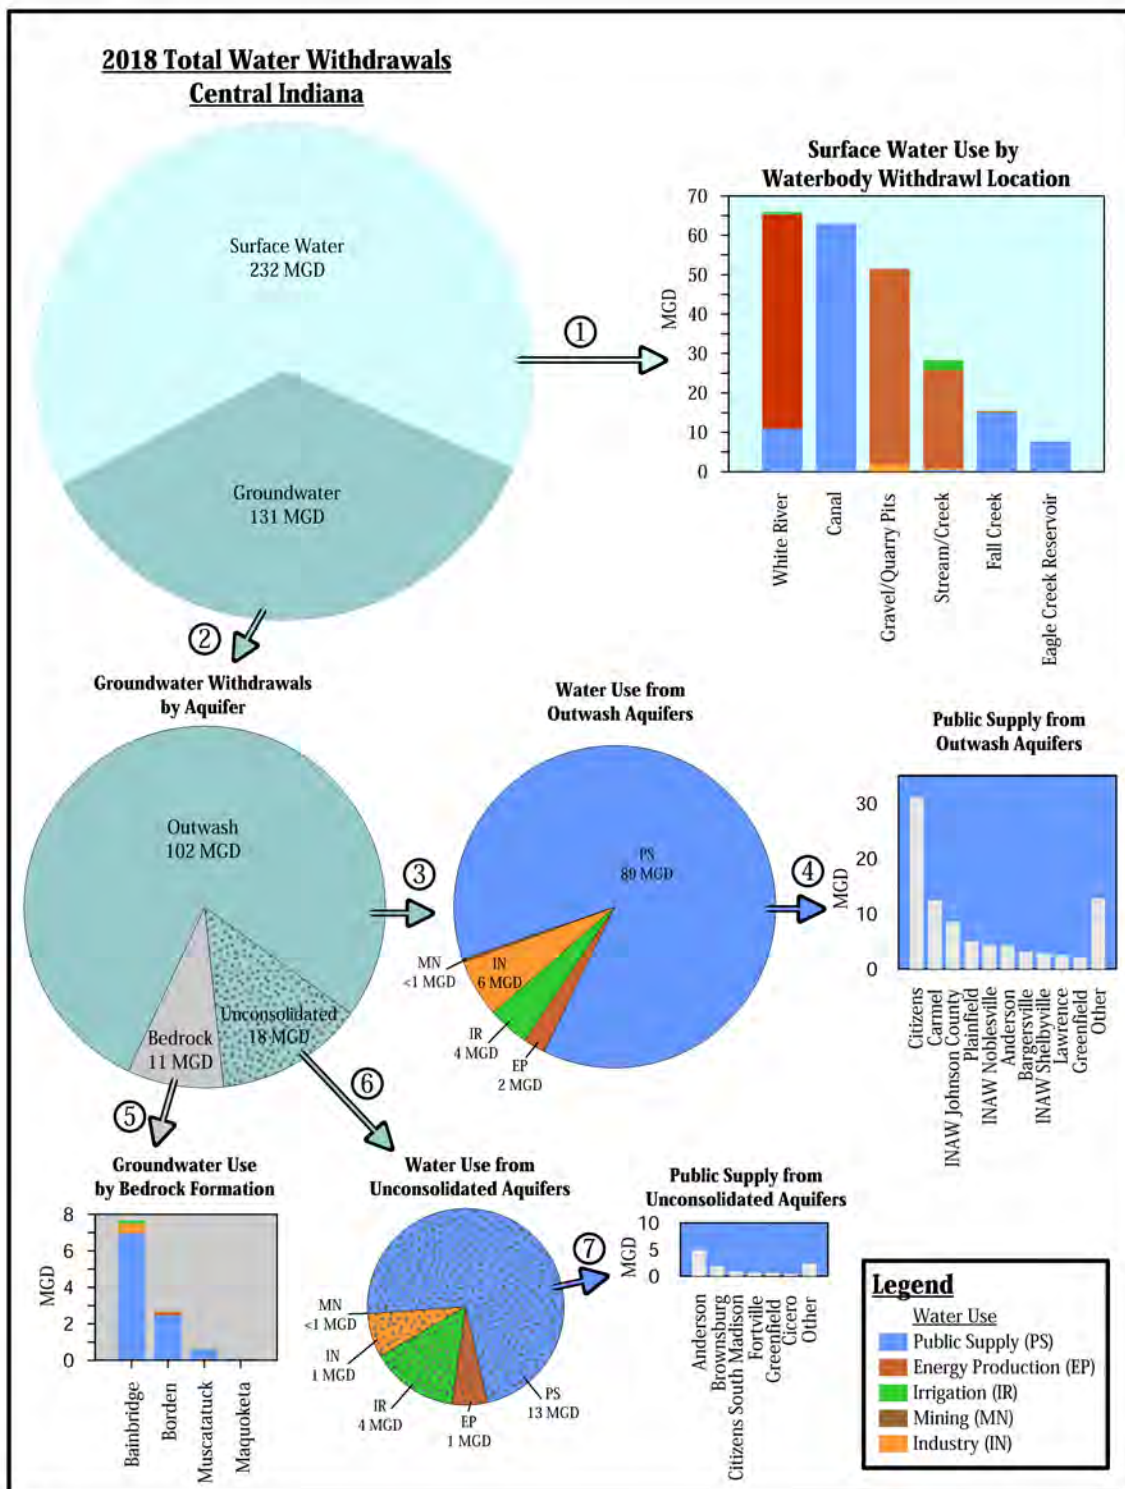 2018 Total Water Withdrawals
Central Indiana
Surface Water
232 MGD
Groundwater
131 MGD
1
Surface Water Use by
Waterbody Withdrawl Location
MGD
70
60
50
40
30
20
10
0
White River
Canal
Gravel/Quarry Pits
Stream/Creek
Fall Creek
Eagle Creek Reservoir
2
Groundwater Withdrawals
by Aquifer
Outwash
102 MGD
Bedrock
11 MGD
Unconsolidated
18 MGD
3
Water Use from
Outwash Aquifers
PS
89 MGD
MN
<1 MGD
IN
6 MGD
IR
4 MGD
EP
2 MGD
4
Public Supply from
Outwash Aquifers
MGD
30
20
10
0
Citizens
Carmel
INAW Johnson County
Plainfield
INAW Noblesville
Anderson
Bargersville
INAW Shelbyville
Lawrence
Greenfield
Other
5
Groundwater Use
by Bedrock Formation
MGD
8
6
4
2
0
Bainbridge
Borden
Muscatatuck
Maquoketa
6
Water Use from
Unconsolidated Aquifers
MN
<1 MGD
IN
1 MGD
IR
4 MGD
EP
1 MGD
PS
13 MGD
7
Public Supply from
Unconsolidated Aquifers
MGD
10
5
0
Anderson
Brownsburg
Citizens South Madison
Fortville
Greenfield
Cicero
Other
Legend
Water Use
Public Supply (PS)
Energy Production (EP)
Irrigation (IR)
Mining (MN)
Industry (IN)